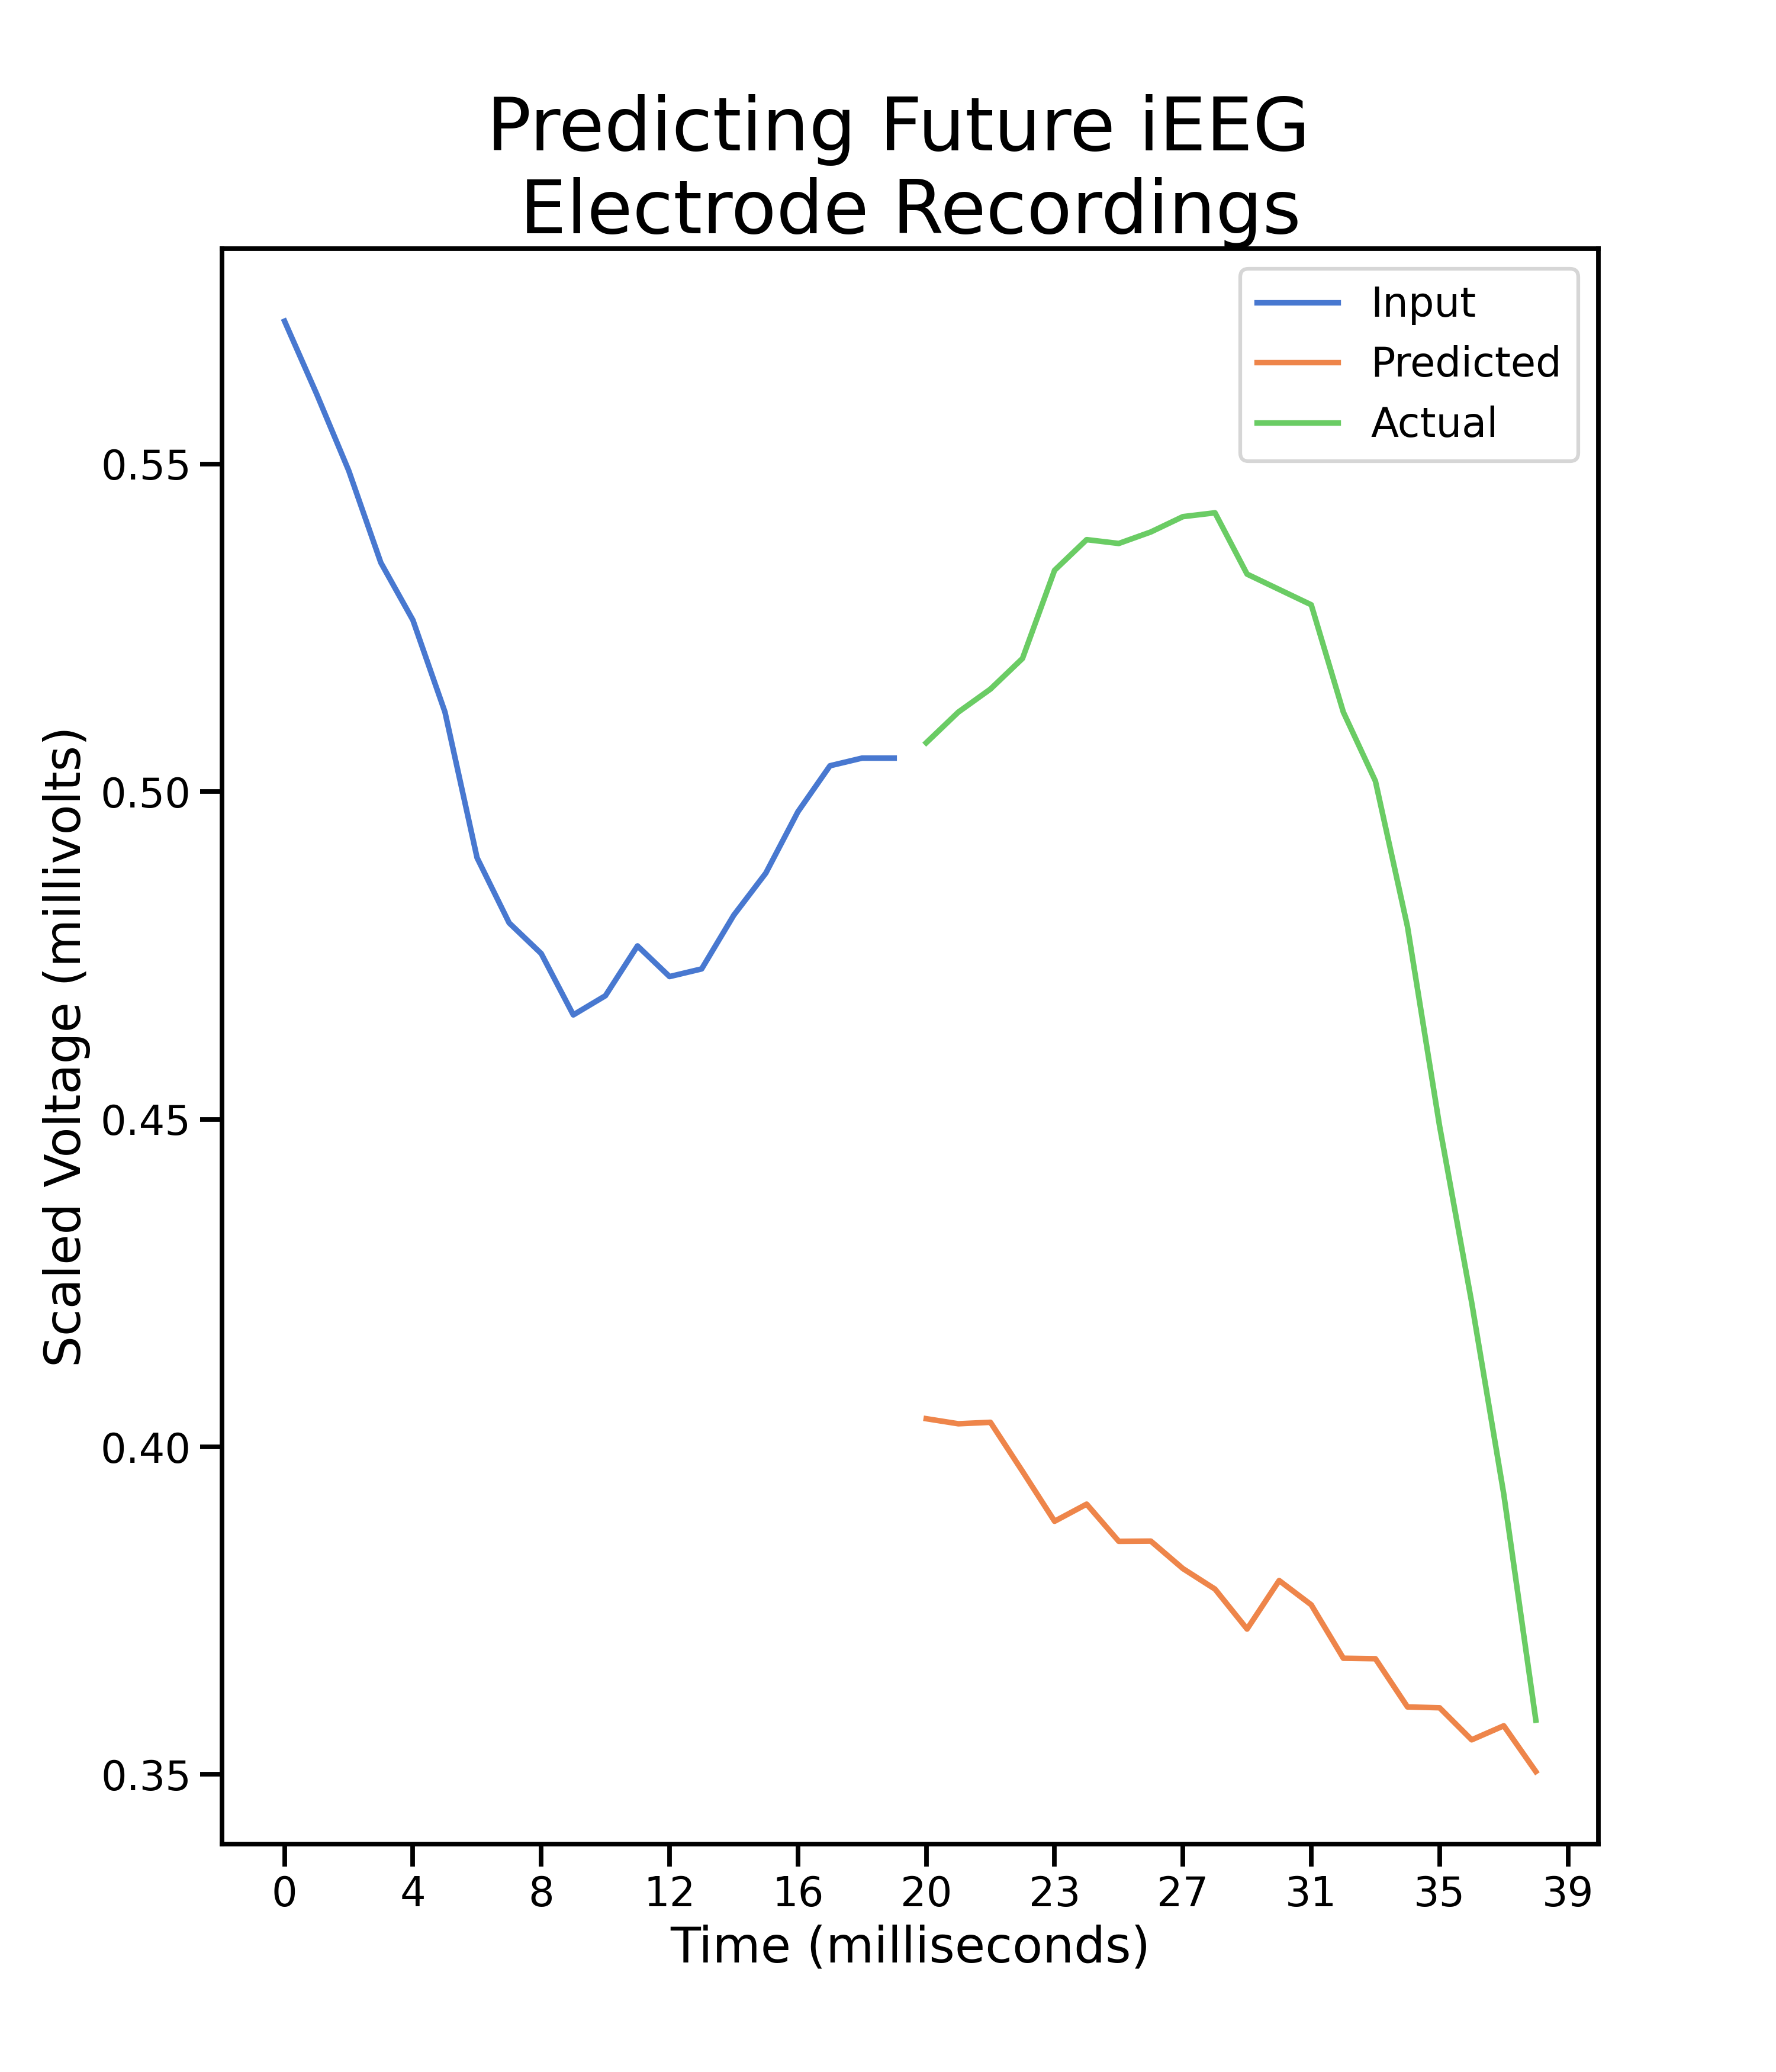 Predicting Future iEEG
Electrode Recordings
Input
Predicted
Actual
0.55
0.50
0.45
0.40
0.35
Scaled Voltage (millivolts)
0 4 8 12 16 20 23 27 31 35 39
Time (milliseconds)